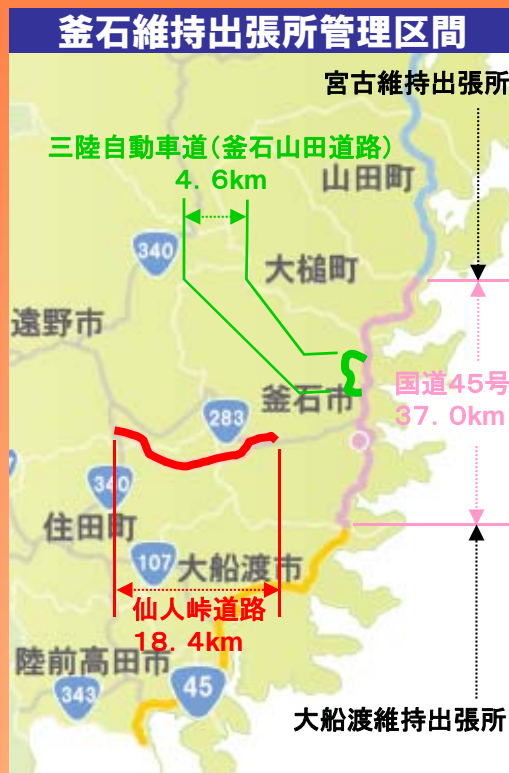 釜石維持出張所管理区間
宮古維持出張所
三陸自動車道(釜石山田道路)
4.6km
山田町
340
大槌町
遠野市
国道45号
37.0km
釜石市
283
340
住田町
107
大船渡市
仙人峠道路
18.4km
陸前高田市
45
343
大船渡維持出張所